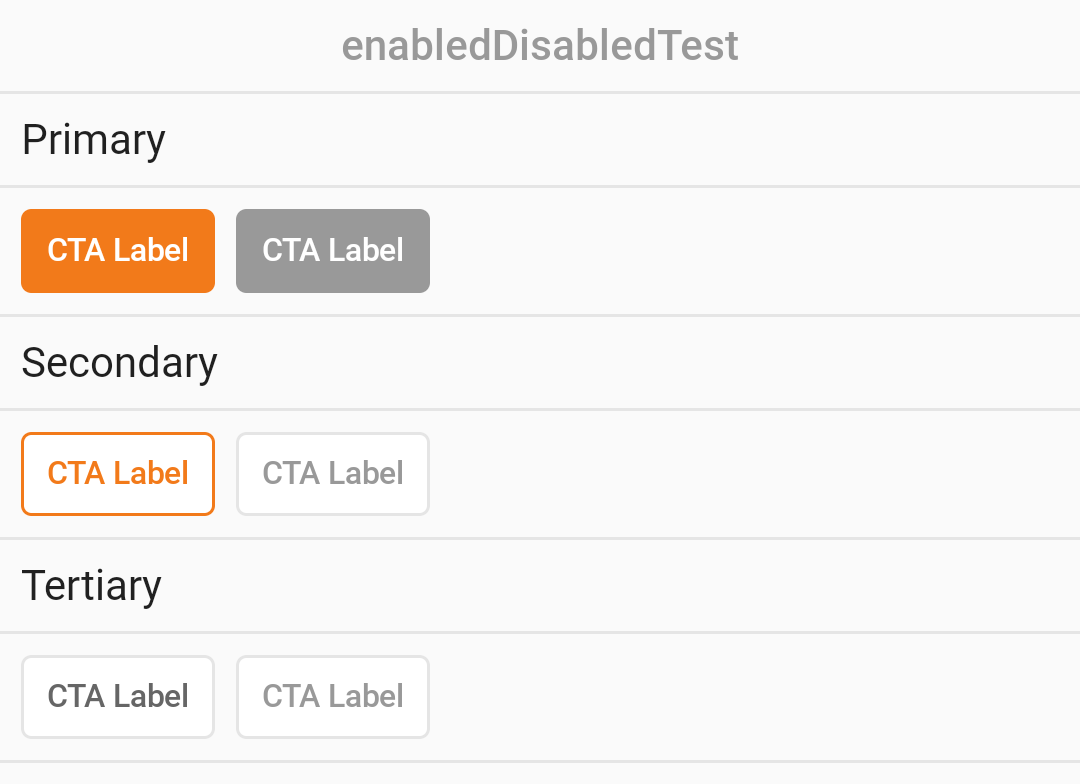 enabledDisabledTest
Primary
CTA Label CTA Label
Secondary
CTA Label CTA Label
Tertiary
CTA Label CTA Label